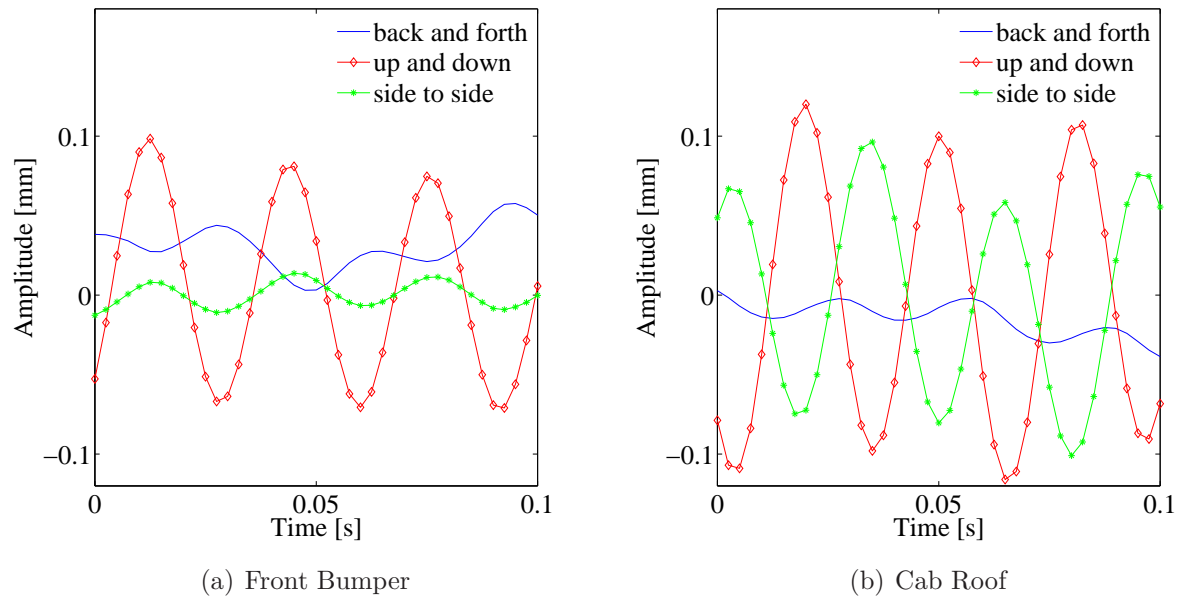 back and forth
up and down
side to side
0.1
0
−0.1
Amplitude [mm]
0
0.05
0.1
Time [s]
(a) Front Bumper
back and forth
up and down
side to side
0.1
0
−0.1
Amplitude [mm]
0
0.05
0.1
Time [s]
(b) Cab Roof